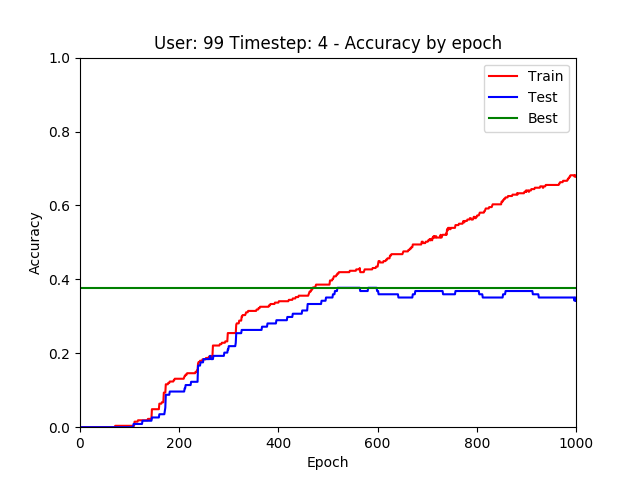 User: 99 Timestep: 4 - Accuracy by epoch
1.0
0.8
0.6
0.4
0.2
0.0
Accuracy
Train
Test
Best
0 200 400 600 800 1000
Epoch